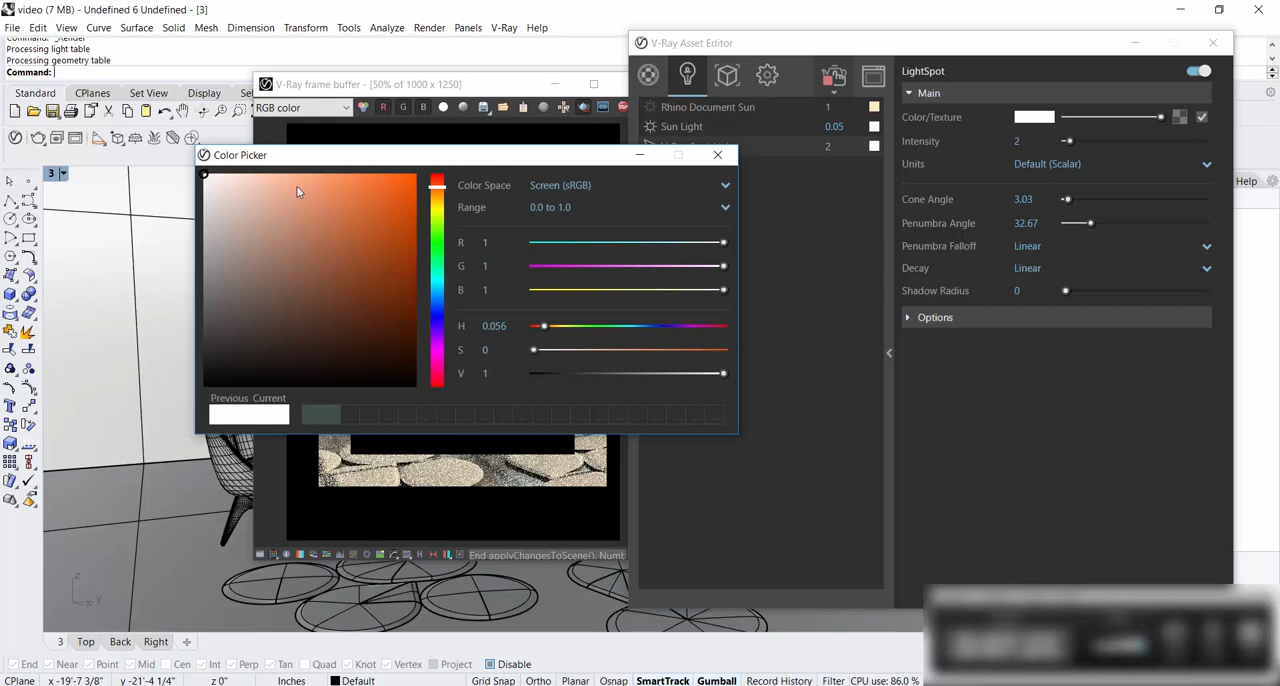 video (7 MB) - Undefined 6 Undefined - [3]
File Edit View Curve Surface Solid Mesh Dimension Transform Tools Analyze Render Panels V-Ray Help
Processing light table
Processing geometry table
Command:
Standard CPlanes Set View Display
V-Ray frame buffer - [50% of 1000 x 1250]
RGB color
R G B
V-Ray Asset Editor
Rhino Document Sun 1
Sun Light 0.05
2
LightSpot
Main
Color/Texture
Intensity 2
Units Default (Scalar)
Cone Angle 3.03
Penumbra Angle 32.67
Penumbra Falloff Linear
Decay Linear
Shadow Radius 0
Options
Help
3
Color Picker
Color Space Screen (sRGB)
Range 0.0 to 1.0
R 1
G 1
B 1
H 0.056
S 0
V 1
Previous Current
End applyChangesToScene(). Numb
z
x y
3 Top Back Right
End Near Point Mid Cen Int Perp Tan Quad Knot Vertex Project Disable
CPlane x -19'-7 3/8" y -21'-4 1/4" z 0" Inches Default Grid Snap Ortho Planar Osnap SmartTrack Gumball Record History Filter CPU use: 86.0 %